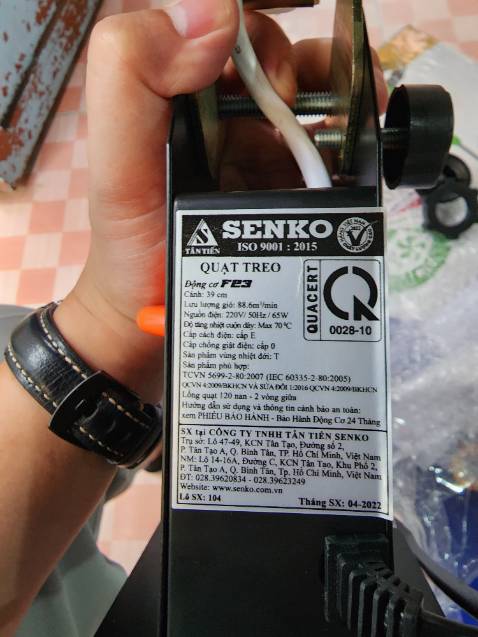 SENKO
TÂN TIẾN
ISO 9001 : 2015
QUẠT TREO
Động cơ F23
Cánh: 39 cm
Lưu lượng gió: 88.6m³/min
Nguồn điện: 220V/ 50Hz / 65W
Độ tăng nhiệt cuộn dây: Max 70°C
Cấp cách điện: cấp E
Cấp chống giật điện: cấp 0
Sản phẩm vùng nhiệt đới: T
Sản phẩm phù hợp:
TCVN 5699-2-80:2007 (IEC 60335-2-80:2005)
QCVN 4:2009/BKHCN VÀ SỬA ĐỔI 1:2016 QCVN 4:2009/BKHCN
Lồng quạt 120 nan - 2 vòng giữa
Hướng dẫn sử dụng và thông tin cảnh báo an toàn:
xem PHIẾU BẢO HÀNH - Bảo Hành Động Cơ 24 Tháng
QUACERT
0028-10
SX tại CÔNG TY TNHH TÂN TIẾN SENKO
Trụ sở: Lô 47-49, KCN Tân Tạo, Đường số 2,
P. Tân Tạo A, Q. Bình Tân, TP. Hồ Chí Minh, Việt Nam
NM: Lô 14-16A, Đường C, KCN Tân Tạo, Khu Phố 2,
P. Tân Tạo A, Q. Bình Tân, Tp. Hồ Chí Minh, Việt Nam
ĐT: 028.39620834 - 028.39623249
Website: www.senko.com.vn
Lô SX: 104
Tháng SX: 04-2022